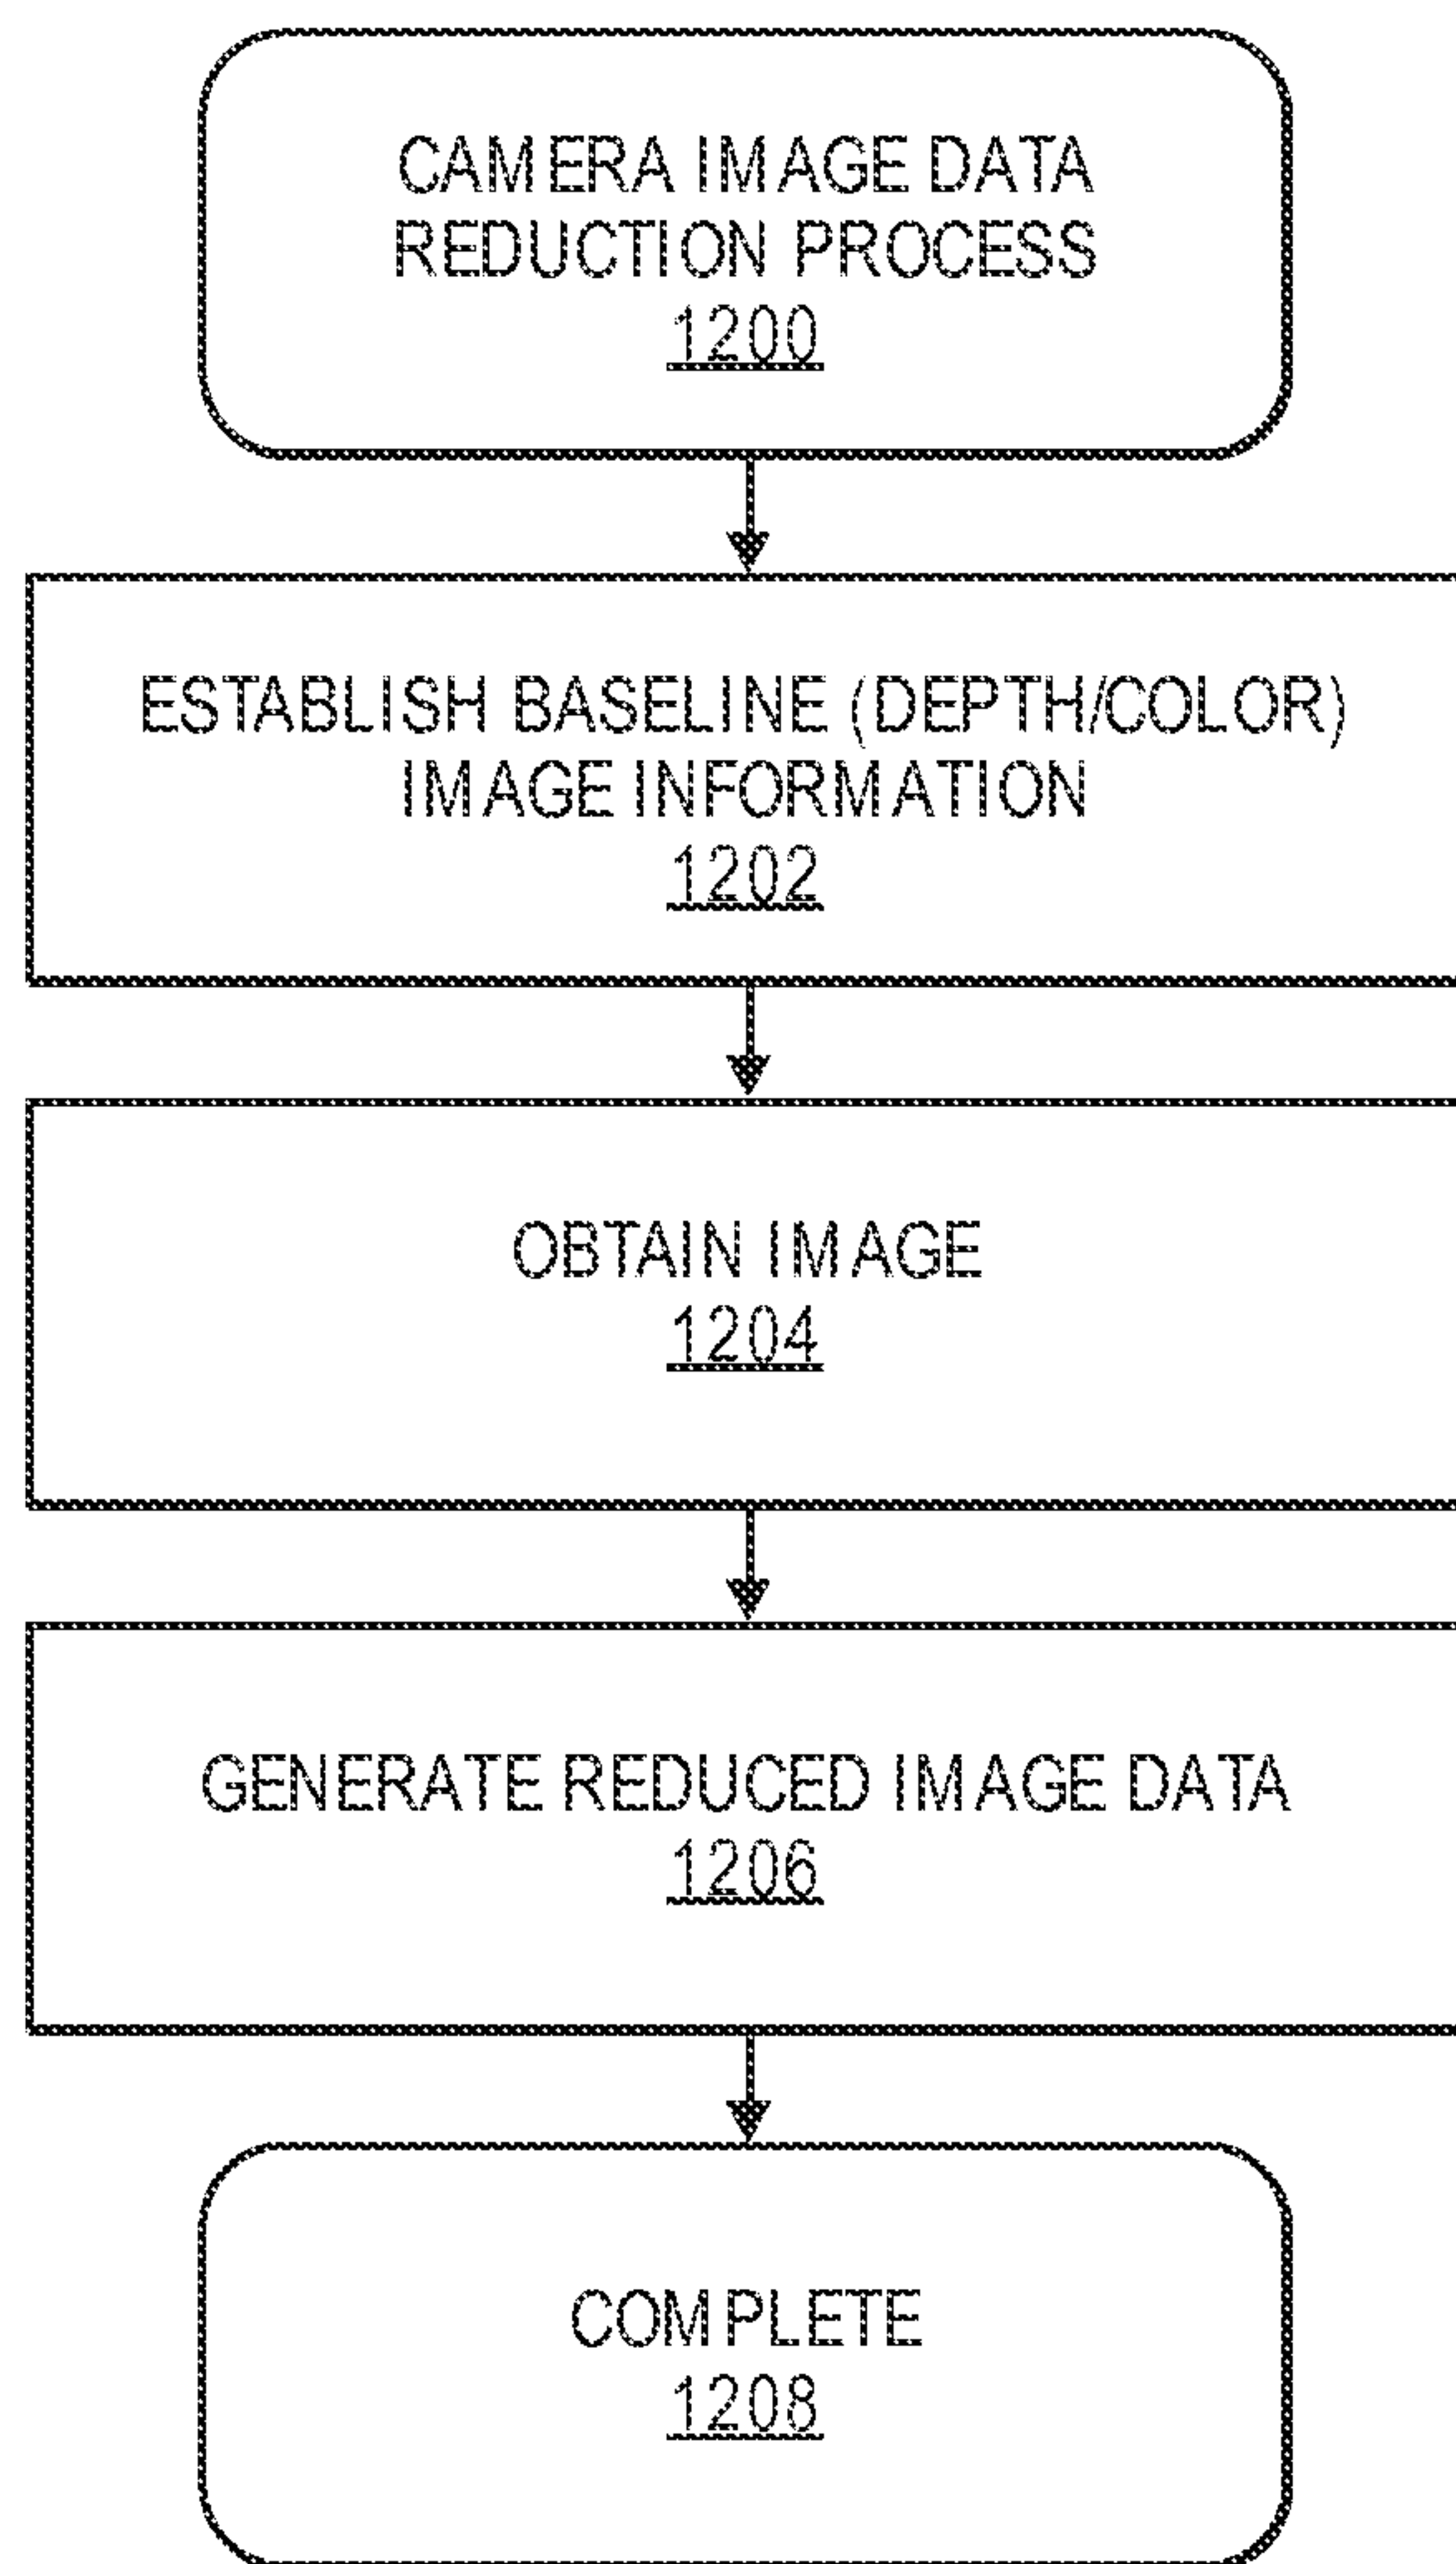 CAMERA IMAGE DATA
REDUCTION PROCESS
1200
ESTABLISH BASELINE (DEPTH/COLOR)
IMAGE INFORMATION
1202
OBTAIN IMAGE
1204
GENERATE REDUCED IMAGE DATA
1206
COMPLETE
1208